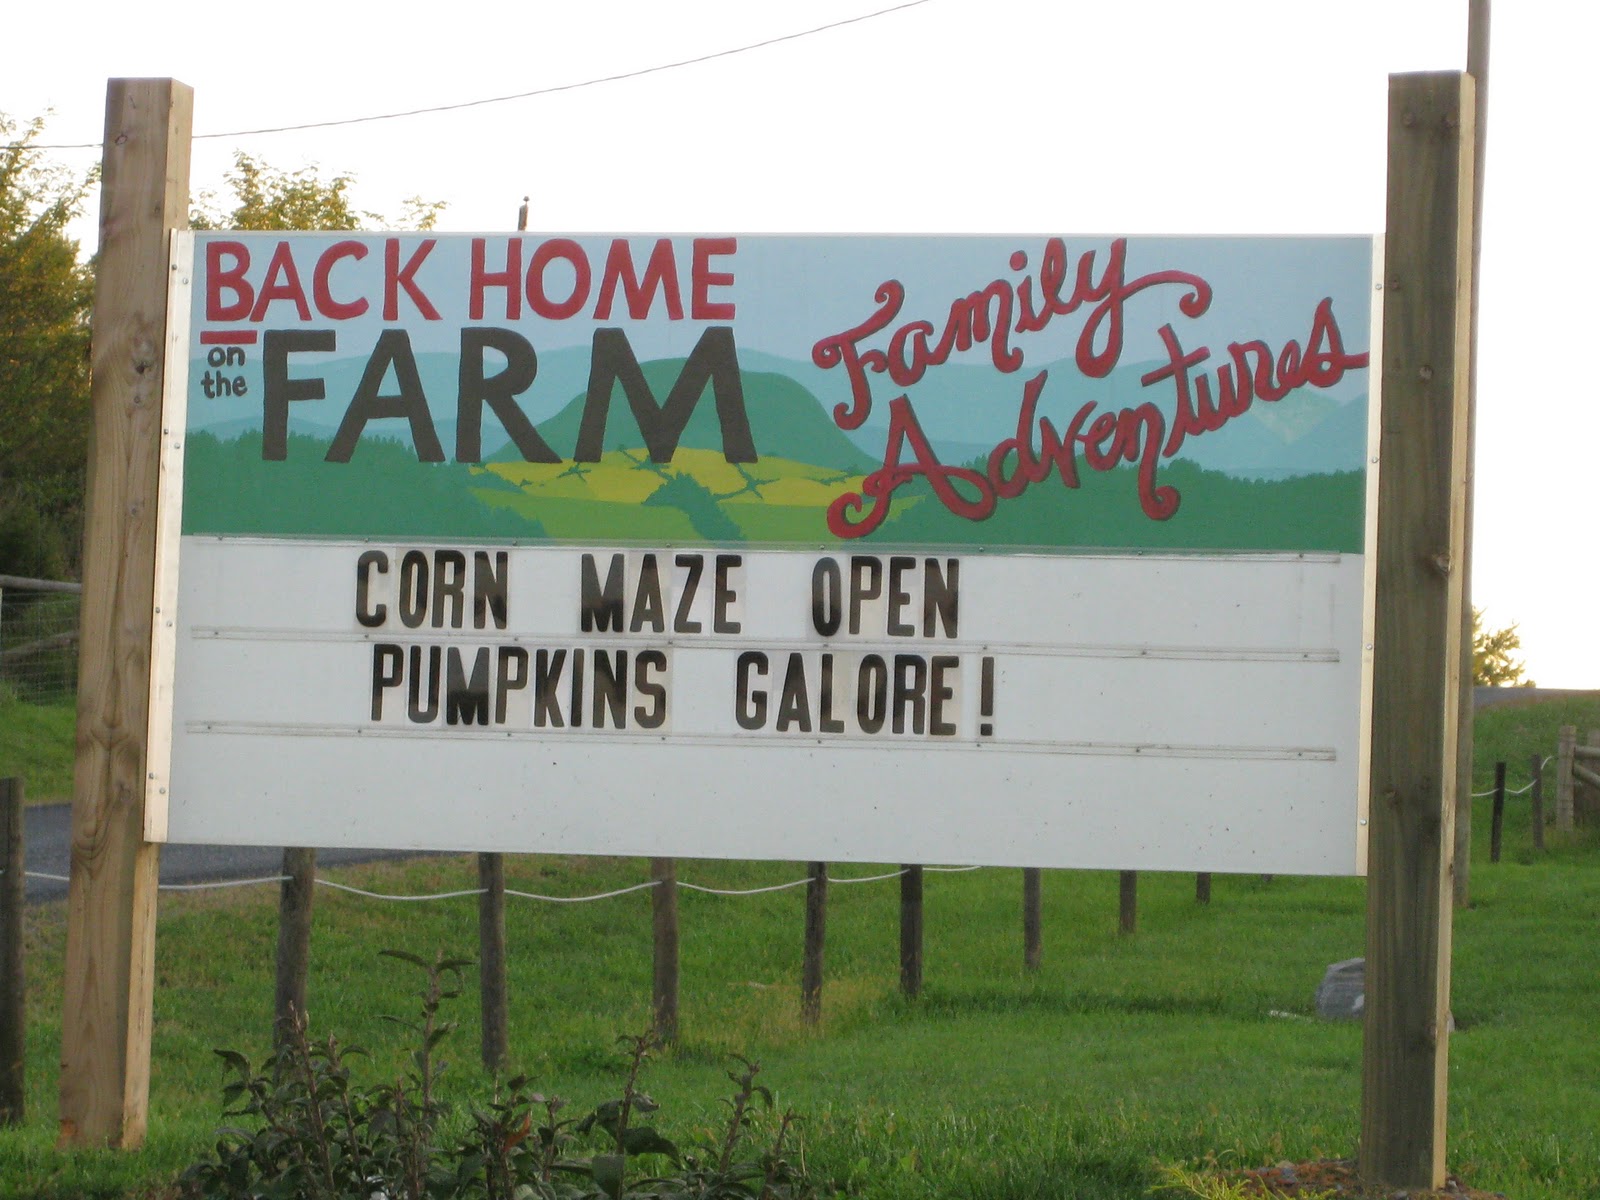 BACK HOME
on the FARM
Family
Adventures
CORN MAZE OPEN
PUMPKINS GALORE!